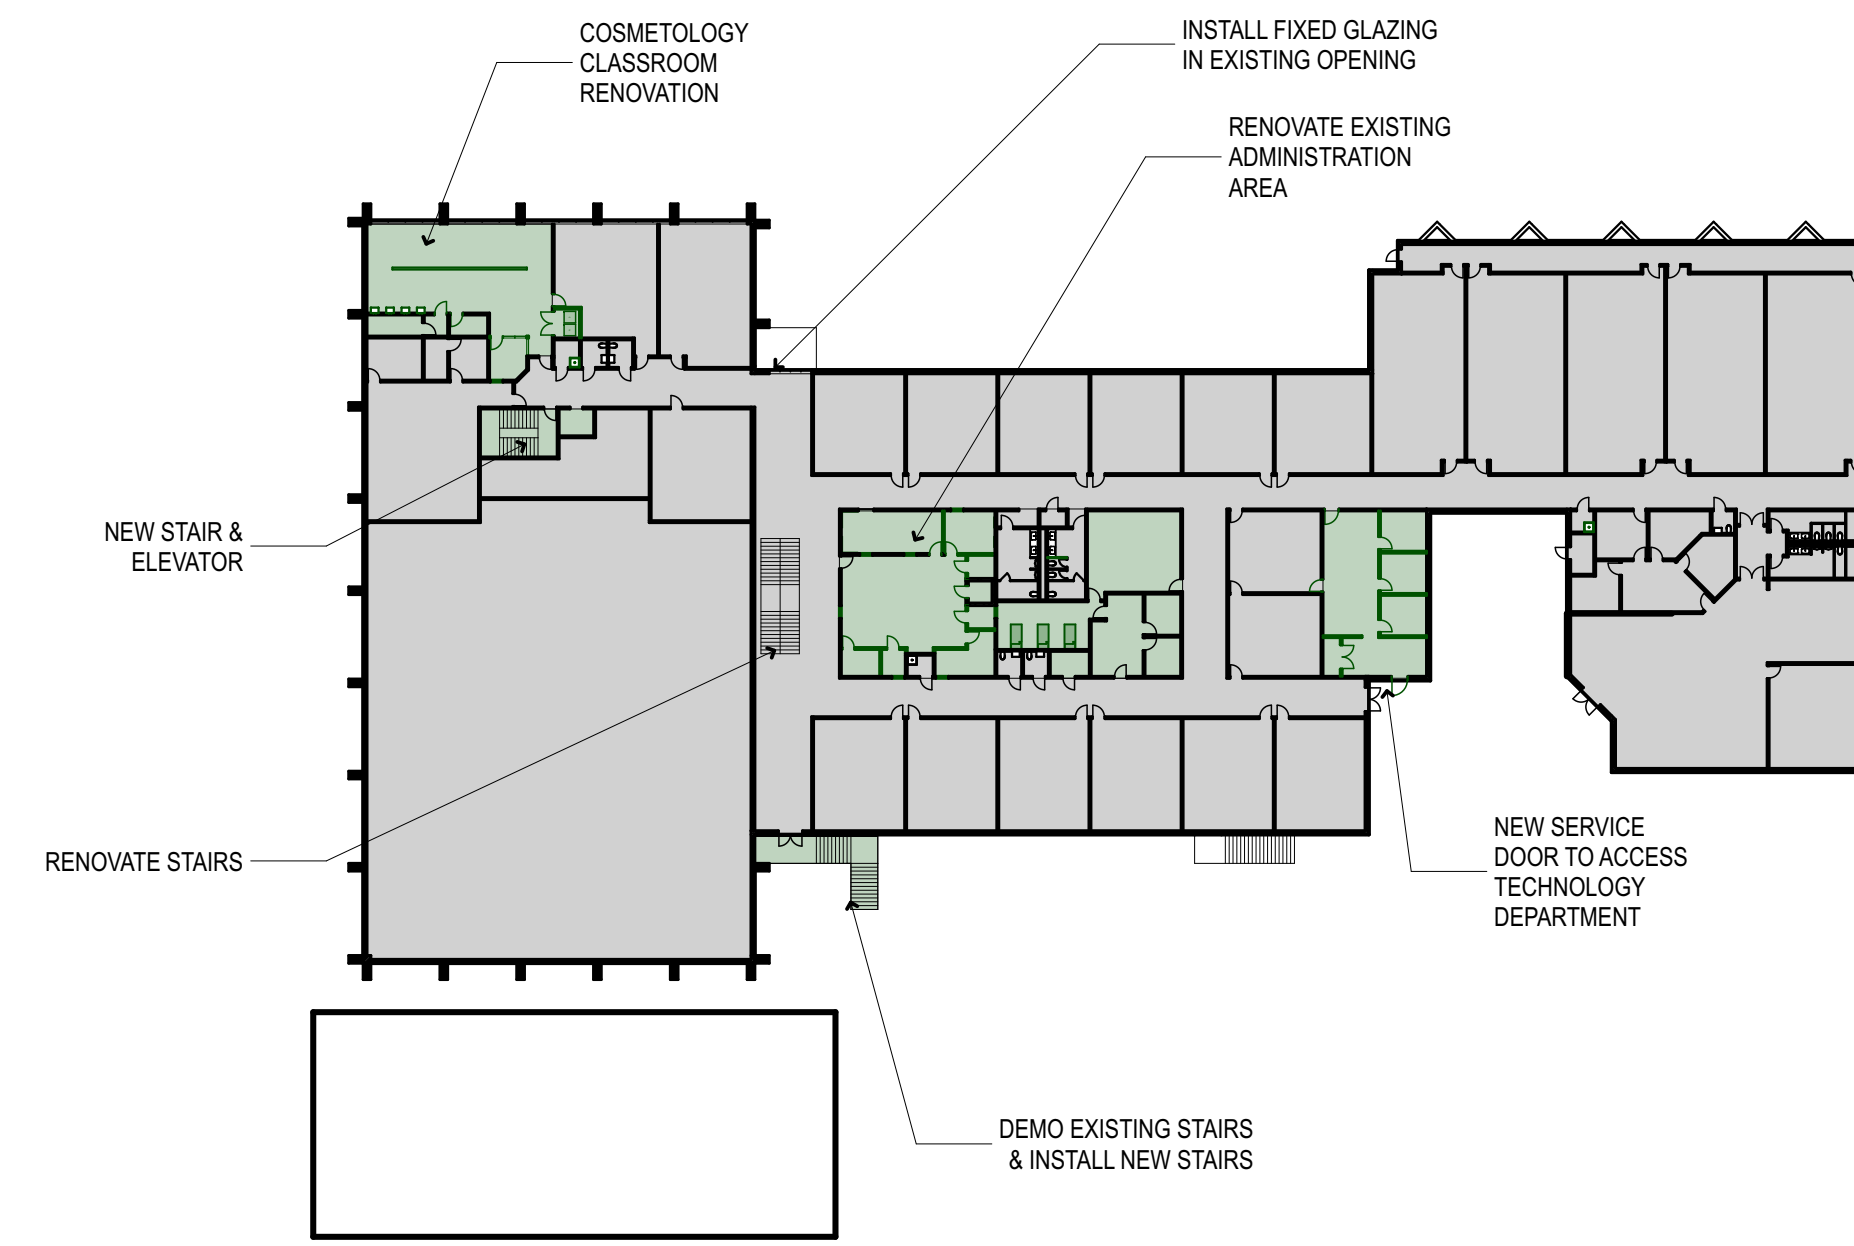 COSMETOLOGY
CLASSROOM
RENOVATION
INSTALL FIXED GLAZING
IN EXISTING OPENING
RENOVATE EXISTING
ADMINISTRATION
AREA
NEW STAIR &
ELEVATOR
RENOVATE STAIRS
NEW SERVICE
DOOR TO ACCESS
TECHNOLOGY
DEPARTMENT
DEMO EXISTING STAIRS
& INSTALL NEW STAIRS